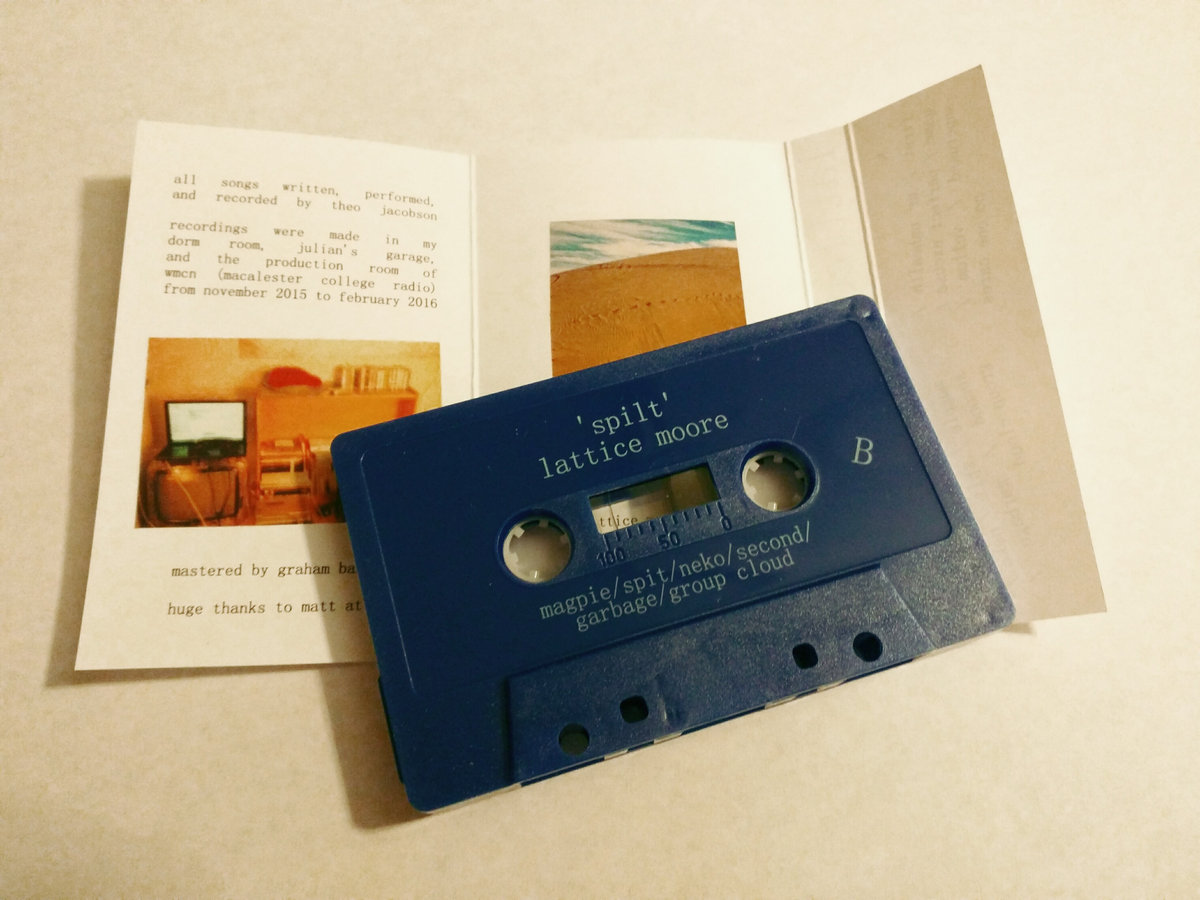 all songs written, performed,
and recorded by theo jacobson
recordings were made in my
dorm room, julian's garage,
and the production room of
wmcn (macalester college radio)
from november 2015 to february 2016
mastered by graham
huge thanks to matt
'spilt'
lattice moore
B
100 50 0
magpie/spit/neko/second/
garbage/group cloud